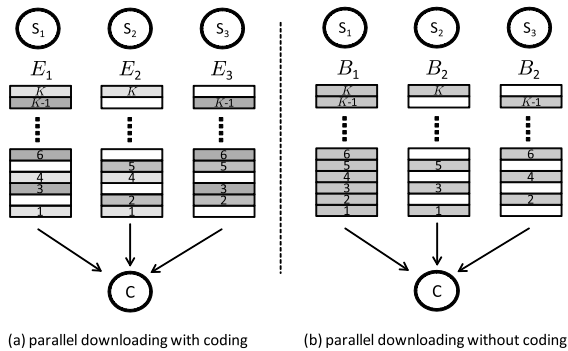 S1 S2 S3 S1 S2 S3
E1 E2 E3 B1 B2 B2
K K K K
K-1 K-1 K-1 K-1
6 6 6 6
5 5 5 5
4 4 4 4
3 3 3 3 3
2 2 2
1 1 1 1
C C
(a) parallel downloading with coding (b) parallel downloading without coding